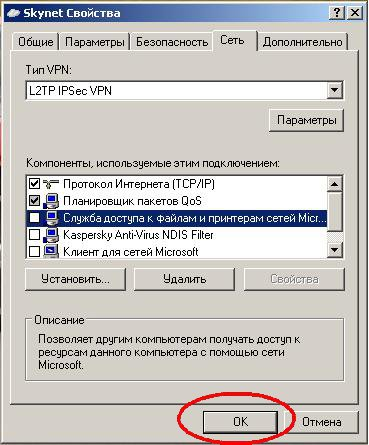 Skynet Свойства
Общие Параметры Безопасность Сеть Дополнительно
Тип VPN:
L2TP IPSec VPN
Параметры
Компоненты, используемые этим подключением:
Протокол Интернета (TCP/IP)
Планировщик пакетов QoS
Служба доступа к файлам и принтерам сетей Micr...
Kaspersky Anti-Virus NDIS Filter
Клиент для сетей Microsoft
Установить... Удалить Свойства
Описание
Позволяет другим компьютерам получать доступ к
ресурсам данного компьютера с помощью сети
Microsoft.
OK Отмена